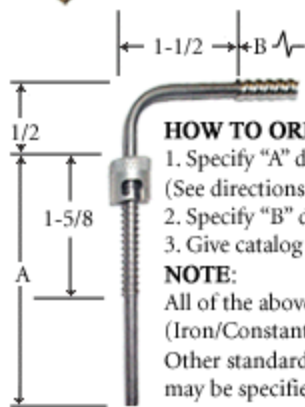 1-1/2
B
1/2
1-5/8
A
HOW TO OR
1. Specify “A” d
(See directions
2. Specify “B” d
3. Give catalog
NOTE:
All of the above
(Iron/Constant
Other standard
may be specifie